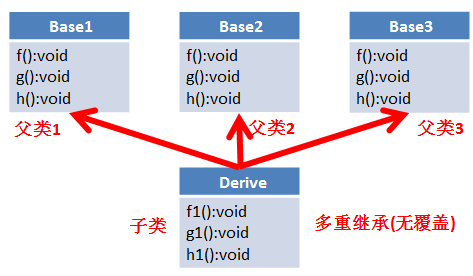 Base1
f():void
g():void
h():void
父类1
Base2
f():void
g():void
h():void
父类2
Base3
f():void
g():void
h():void
父类3
Derive
f1():void
g1():void
h1():void
子类
多重继承(无覆盖)